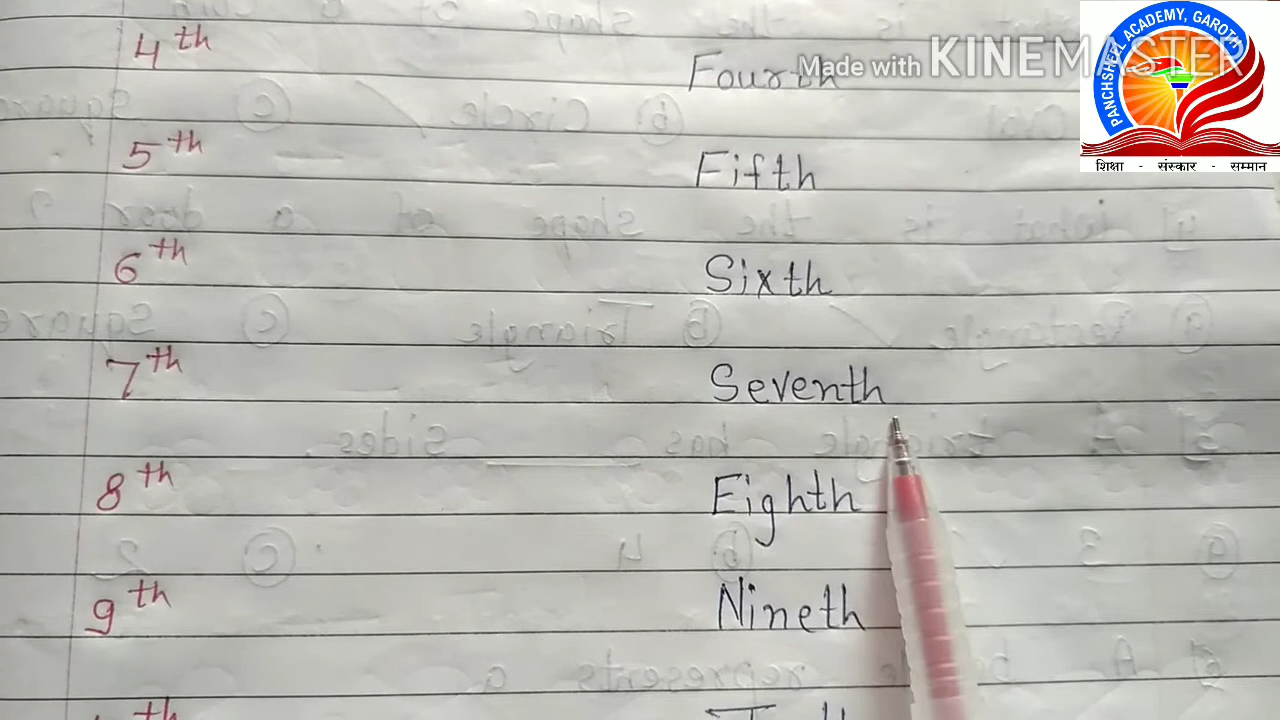 4th Fourth
Made with KINEMASTER
PANCHSHEEL ACADEMY, GAROTH
शिक्षा - संस्कार - सम्मान
5th Fifth
6th Sixth
7th Seventh
8th Eighth
9th Nineth
th